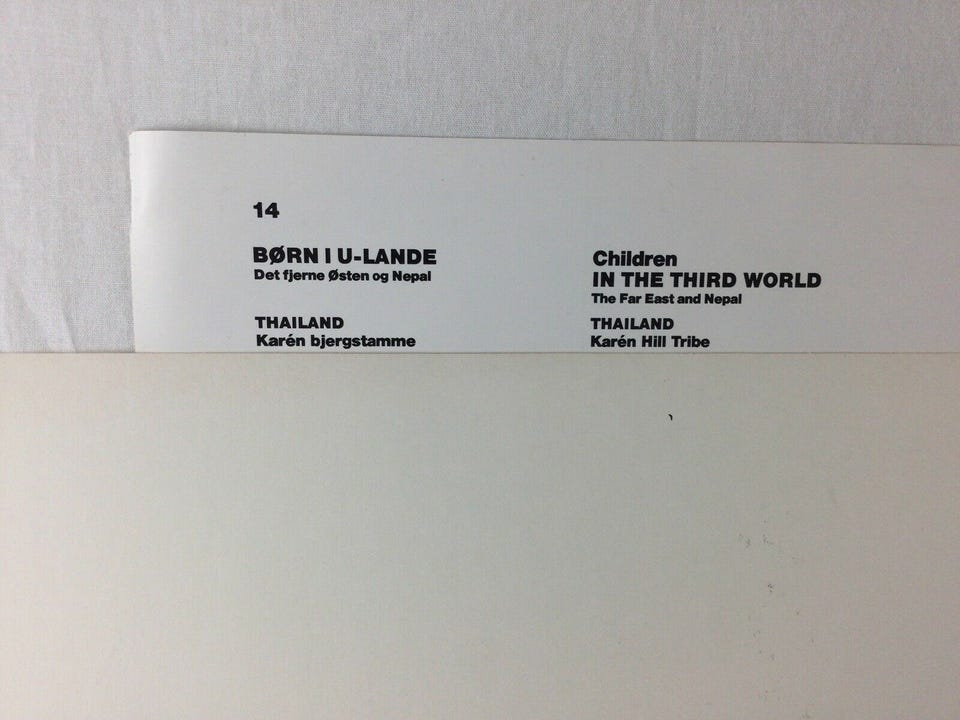 14
BØRN I U-LANDE
Det fjerne Østen og Nepal
THAILAND
Karén bjergstamme
Children
IN THE THIRD WORLD
The Far East and Nepal
THAILAND
Karén Hill Tribe